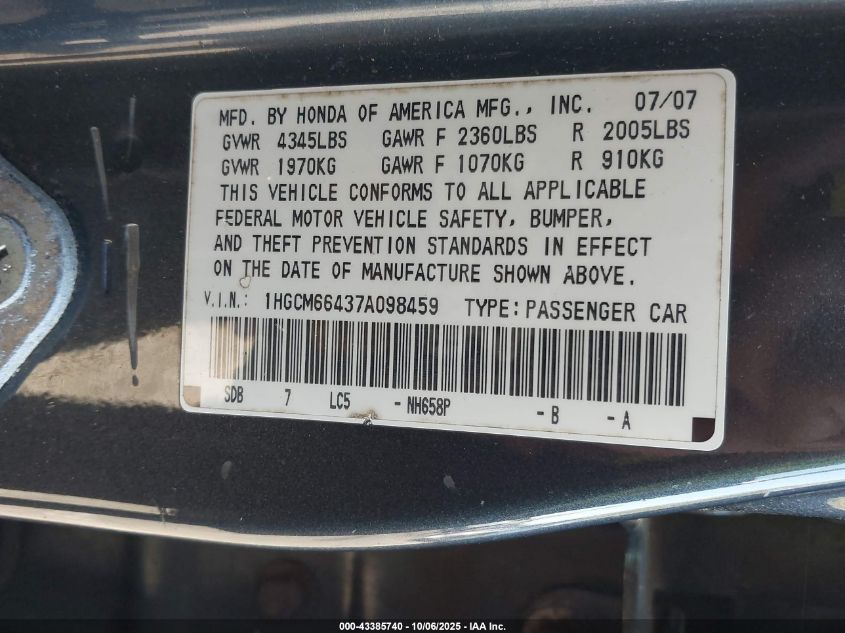 MFD. BY HONDA OF AMERICA MFG., INC. 07/07
GVWR 4345LBS GAWR F 2360LBS R 2005LBS
GVWR 1970KG GAWR F 1070KG R 910KG
THIS VEHICLE CONFORMS TO ALL APPLICABLE
FEDERAL MOTOR VEHICLE SAFETY, BUMPER,
AND THEFT PREVENTION STANDARDS IN EFFECT
ON THE DATE OF MANUFACTURE SHOWN ABOVE.
V.I.N.: 1HGCM66437A098459 TYPE:PASSENGER CAR
SDB 7 LC5 -NH658P -B -A
000-43385740 - 10/06/2025 - IAA Inc.